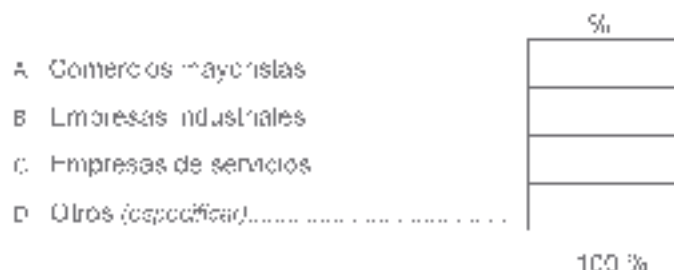 %
A Comercios mayoristas
B Empresas industriales
C Empresas de servicios
D Otros (especificar)..........................................
100 %